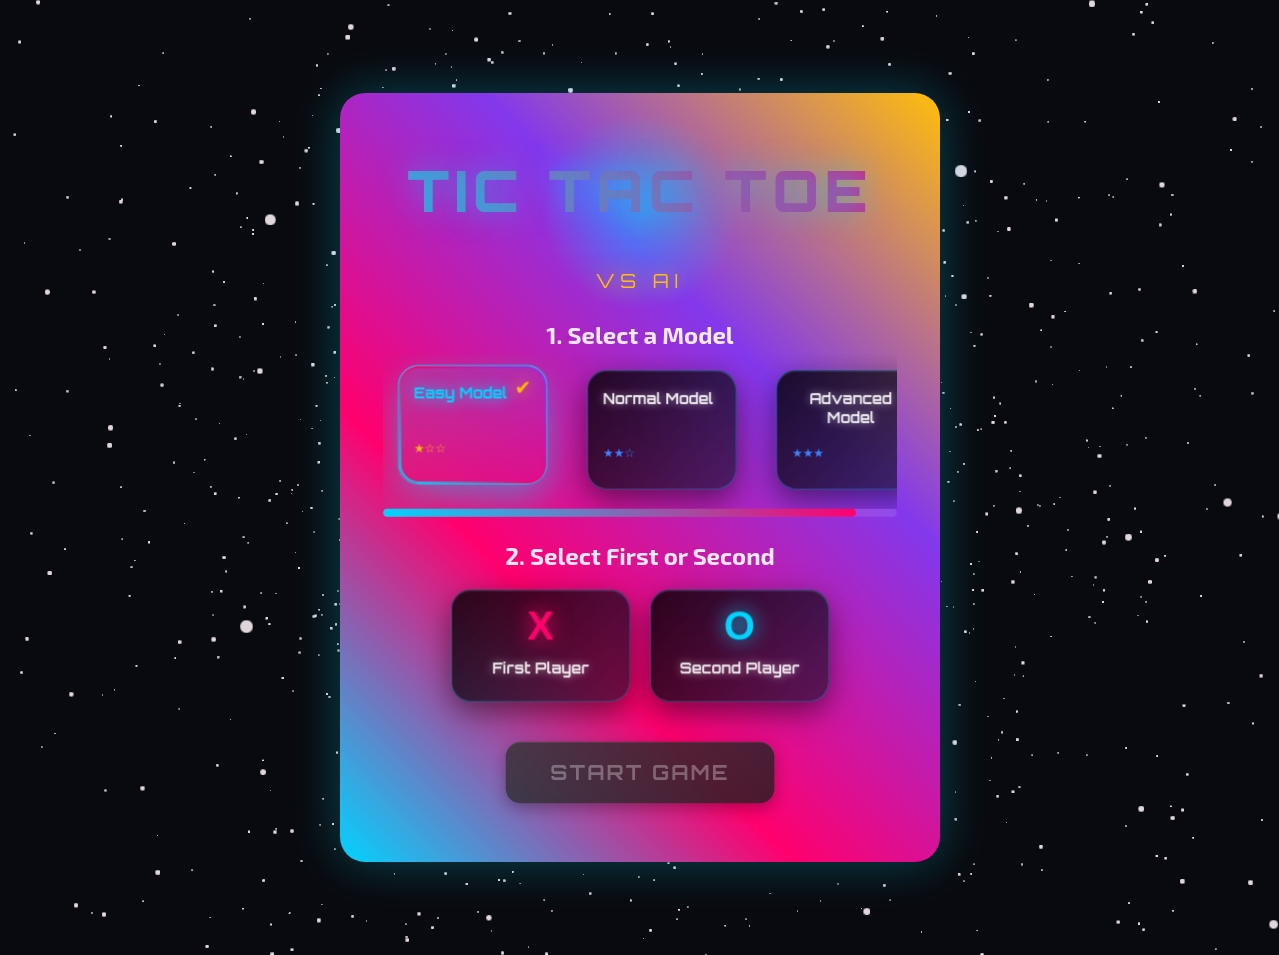 TIC TAC TOE
VS AI
1. Select a Model
Easy Model ✔
★☆☆
Normal Model
★★☆
Advanced
Model
★★★
2. Select First or Second
X
First Player
O
Second Player
START GAME